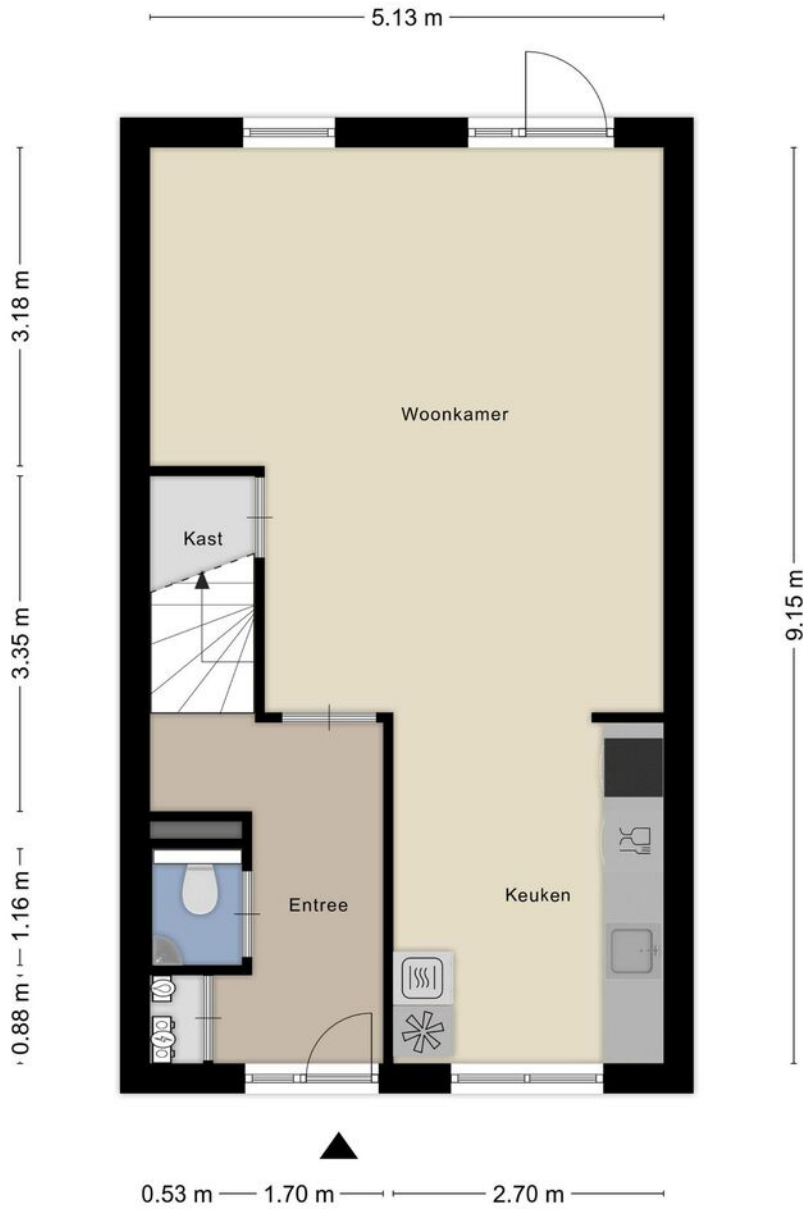 5.13 m
3.18 m
Woonkamer
Kast
9.15 m
3.35 m
1.16 m
Keuken
Entree
0.88 m
0.53 m
1.70 m
2.70 m